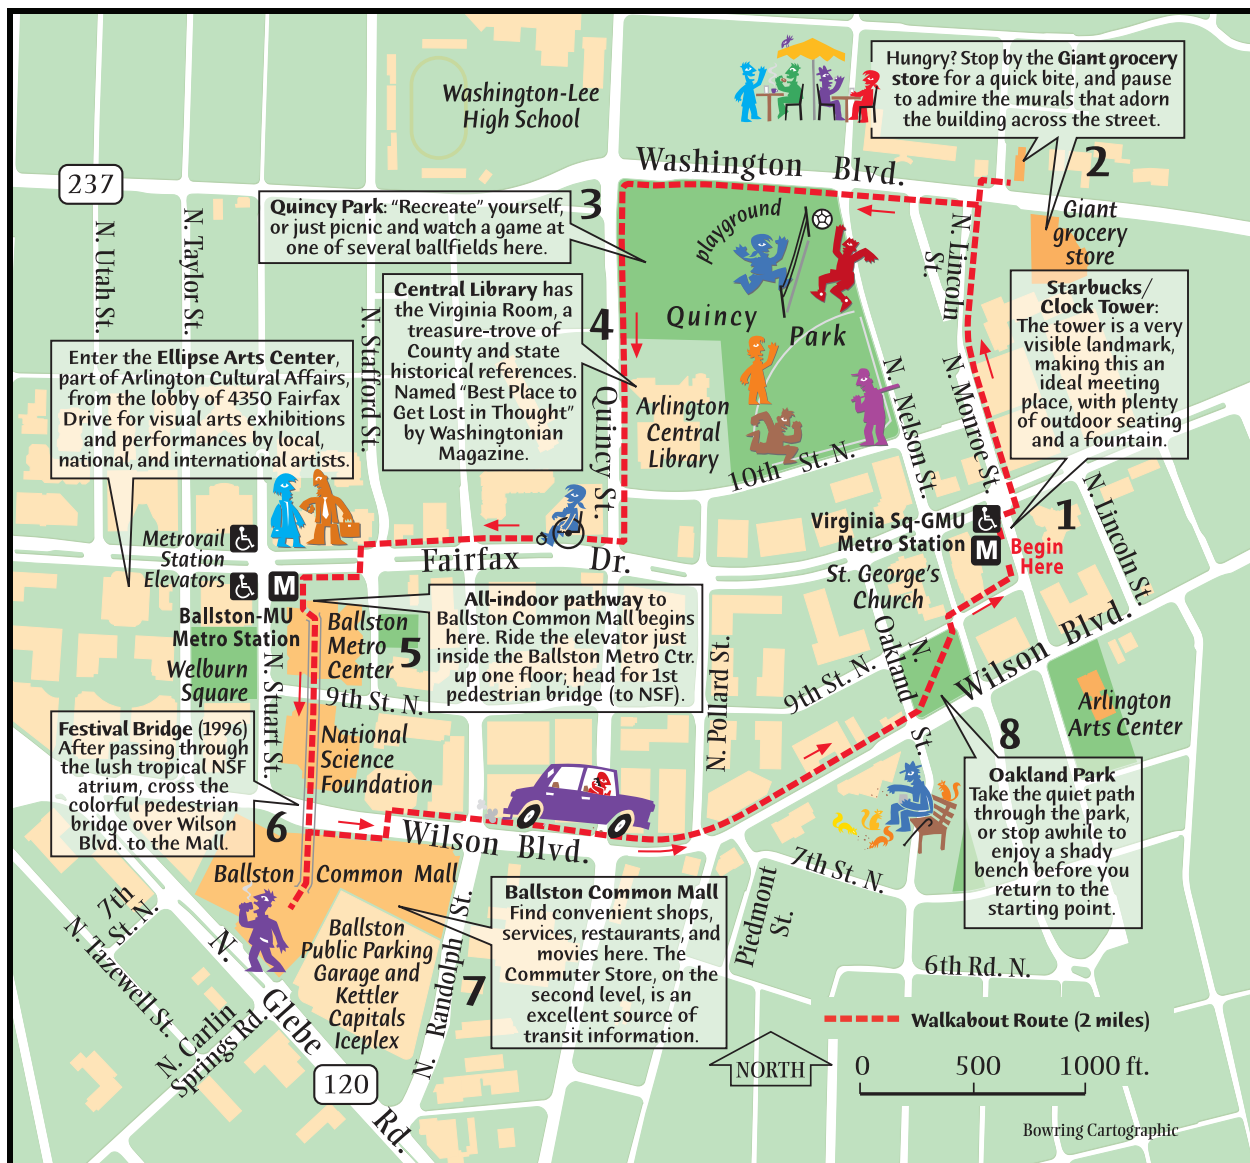 Washington-Lee
High School
Hungry? Stop by the Giant grocery
store for a quick bite, and pause
to admire the murals that adorn
the building across the street.
2
Washington Blvd.
237
N. Utah St.
N. Taylor St.
Quincy Park: “Recreate” yourself,
or just picnic and watch a game at
one of several ballfields here.
3
playground
Quincy
Park
N. Lincoln
St.
Giant
grocery
store
Central Library has
the Virginia Room, a
treasure-trove of
County and state
historical references.
Named “Best Place to
Get Lost in Thought”
by Washingtonian
Magazine.
4
Starbucks/
Clock Tower:
The tower is a very
visible landmark,
making this an
ideal meeting
place, with plenty
of outdoor seating
and a fountain.
N. Stafford St.
Enter the Ellipse Arts Center,
part of Arlington Cultural Affairs,
from the lobby of 4350 Fairfax
Drive for visual arts exhibitions
and performances by local,
national, and international artists.
Quincy St.
Arlington
Central
Library
10th St. N.
N. Nelson St.
N. Monroe St.
N. Lincoln St.
1
Virginia Sq-GMU
Metro Station
M
Begin
Here
Metrorail
Station
Elevators
M
Fairfax Dr.
St. George's
Church
Ballston-MU
Metro Station
Ballston
Metro
Center
5
All-indoor pathway to
Ballston Common Mall begins
here. Ride the elevator just
inside the Ballston Metro Ctr.
up one floor; head for 1st
pedestrian bridge (to NSF).
Welburn
Square
N. Stuart St.
9th St. N.
N. Pollard St.
9th St. N.
N.
Oakland
St.
Wilson Blvd.
Arlington
Arts Center
Festival Bridge (1996)
After passing through
the lush tropical NSF
atrium, cross the
colorful pedestrian
bridge over Wilson
Blvd. to the Mall.
6
National
Science
Foundation
8
Oakland Park
Take the quiet path
through the park,
or stop awhile to
enjoy a shady
bench before you
return to the
starting point.
Wilson Blvd.
7th St. N.
Ballston Common Mall
Ballston
Public Parking
Garage and
Kettler
Capitals
Iceplex
7
Ballston Common Mall
Find convenient shops,
services, restaurants, and
movies here. The
Commuter Store, on the
second level, is an
excellent source of
transit information.
7th
St. N.
N. Tazewell St.
N. Carlin
Springs Rd.
N. Glebe Rd.
120
N. Randolph St.
Piedmont
St.
6th Rd. N.
Walkabout Route (2 miles)
NORTH
0 500 1000 ft.
Bowring Cartographic